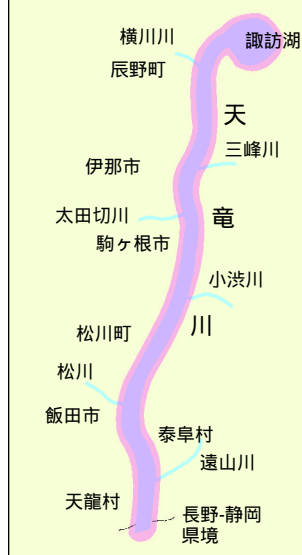 横川川
諏訪湖
辰野町
天
三峰川
伊那市
太田切川
竜
駒ヶ根市
小渋川
川
松川町
松川
飯田市
泰阜村
遠山川
天龍村
長野-静岡
県境